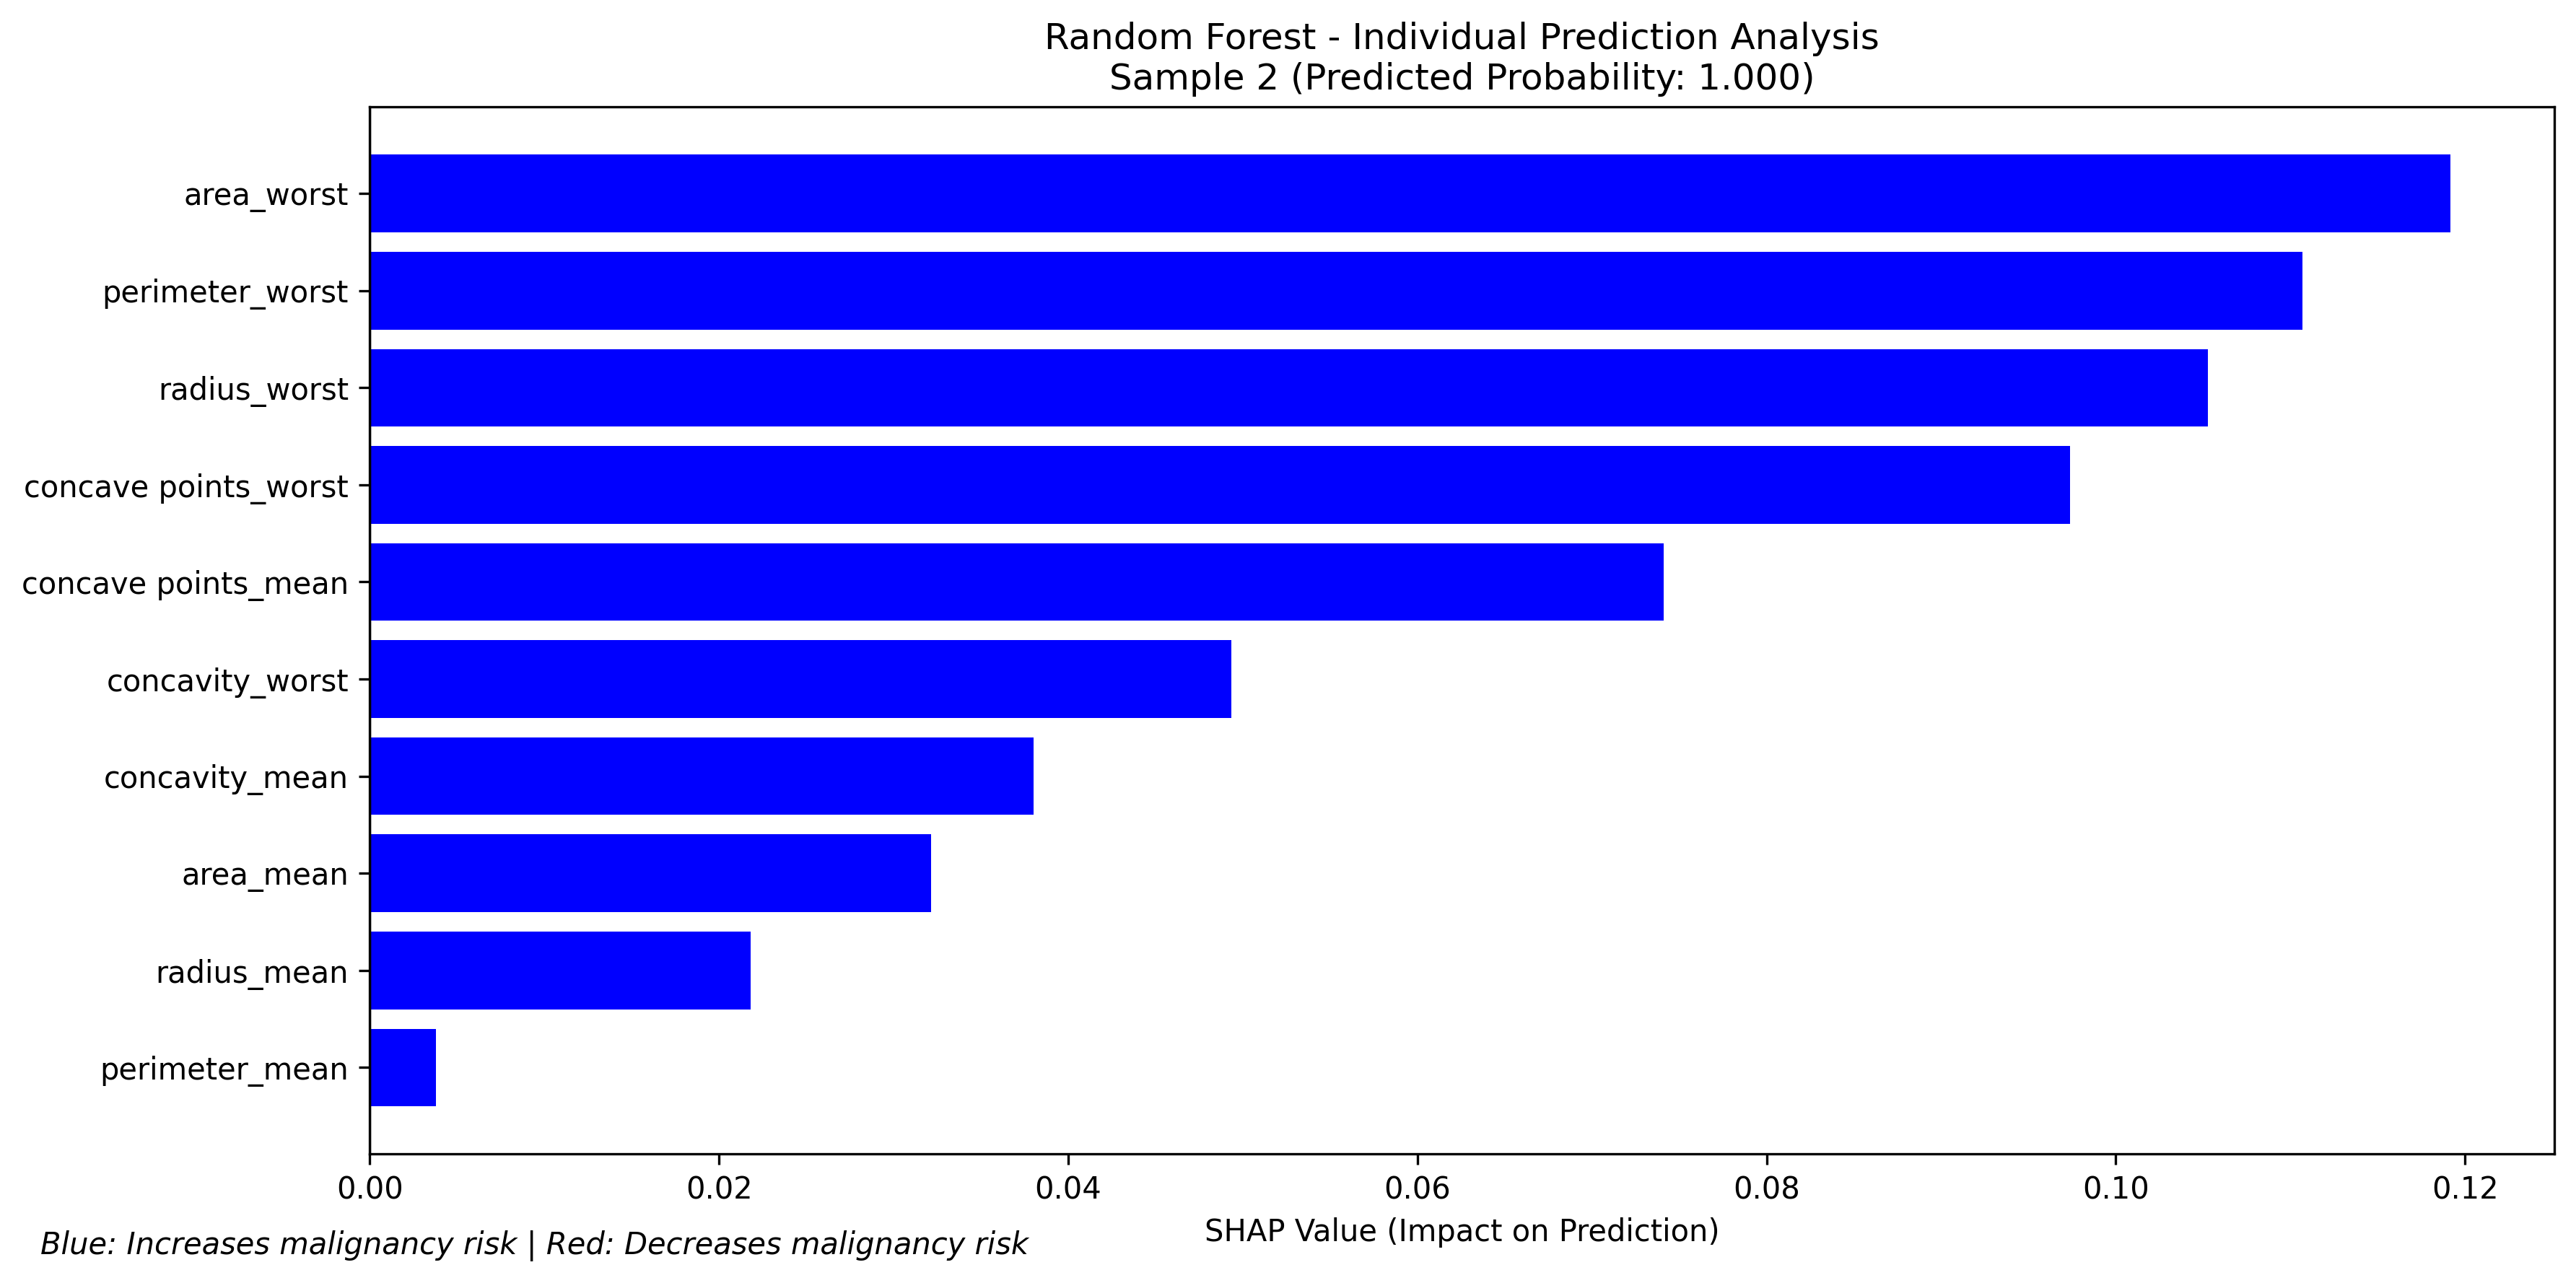 Random Forest - Individual Prediction Analysis
Sample 2 (Predicted Probability: 1.000)
area_worst
perimeter_worst
radius_worst
concave points_worst
concave points_mean
concavity_worst
concavity_mean
area_mean
radius_mean
perimeter_mean
0.00 0.02 0.04 0.06 0.08 0.10 0.12
SHAP Value (Impact on Prediction)
Blue: Increases malignancy risk | Red: Decreases malignancy risk